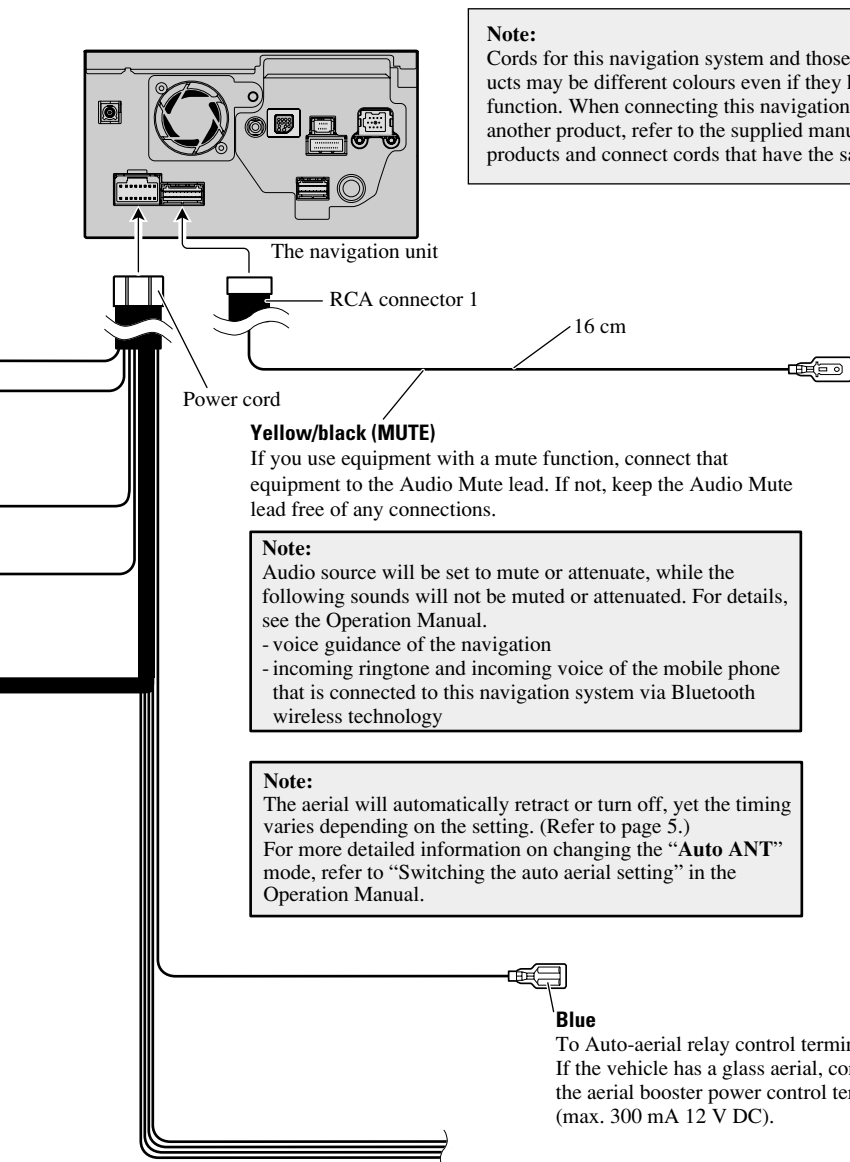 Note:
Cords for this navigation system and those
ucts may be different colours even if they
function. When connecting this navigation
another product, refer to the supplied
products and connect cords that have the
The navigation unit
RCA connector 1
16 cm
Power cord
Yellow/black (MUTE)
If you use equipment with a mute function, connect that
equipment to the Audio Mute lead. If not, keep the Audio Mute
lead free of any connections.
Note:
Audio source will be set to mute or attenuate, while the
following sounds will not be muted or attenuated. For details,
see the Operation Manual.
- voice guidance of the navigation
- incoming ringtone and incoming voice of the mobile phone
that is connected to this navigation system via Bluetooth
wireless technology
Note:
The aerial will automatically retract or turn off, yet the timing
varies depending on the setting. (Refer to page 5.)
For more detailed information on changing the “Auto ANT”
mode, refer to “Switching the auto aerial setting” in the
Operation Manual.
Blue
To Auto-aerial relay control
If the vehicle has a glass aerial,
the aerial booster power control
(max. 300 mA 12 V DC).